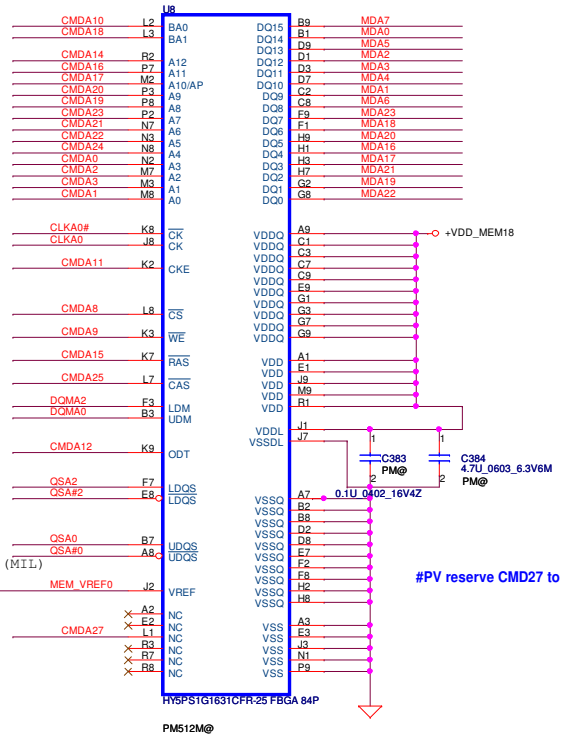 U8
CMDA10 L2 BA0 DQ15 B9 MDA7
CMDA18 L3 BA1 DQ14 B1 MDA0
DQ13 D9 MDA5
CMDA14 R2 A12 DQ12 D1 MDA2
CMDA16 P7 A11 DQ11 D3 MDA3
CMDA17 M2 A10/AP DQ10 D7 MDA4
CMDA20 P3 A9 DQ9 C2 MDA1
CMDA19 P8 A8 DQ8 C8 MDA6
CMDA23 P2 A7 DQ7 F9 MDA23
CMDA21 N7 A6 DQ6 F1 MDA18
CMDA22 N3 A5 DQ5 H9 MDA20
CMDA24 N8 A4 DQ4 H1 MDA16
CMDA0 N2 A3 DQ3 H3 MDA17
CMDA2 M7 A2 DQ2 H7 MDA21
CMDA3 M3 A1 DQ1 G2 MDA19
CMDA1 M8 A0 DQ0 G8 MDA22
CLKA0# K8 CK VDDQ A9 +VDD_MEM18
CLKA0 J8 CK VDDQ C1
VDDQ C3
VDDQ C7
CMDA11 K2 CKE VDDQ C9
VDDQ E9
VDDQ G1
CMDA8 L8 CS VDDQ G3
VDDQ G7
CMDA9 K3 WE VDDQ G9
CMDA15 K7 RAS VDD A1
VDD E1
CMDA25 L7 CAS VDD J9
VDD M9
DQMA2 F3 LDM VDD R1
DQMA0 B3 UDM
VDDL J1
VSSDL J7
CMDA12 K9 ODT
1 1
C383 C384
PM@ 4.7U_0603_6.3V6M
2 2 PM@
0.1U_0402_16V4Z
QSA2 F7 LDQS VSSQ A7
QSA#2 E8 LDQS VSSQ B2
VSSQ B8
VSSQ D2
QSA0 B7 UDQS VSSQ D8
QSA#0 A8 UDQS VSSQ E7
(MIL) VSSQ F2
VSSQ F8
MEM_VREF0 J2 VREF VSSQ H2
VSSQ H8
#PV reserve CMD27 to
A2 NC
E2 NC VSS A3
CMDA27 L1 NC VSS E3
R3 NC VSS J3
R7 NC VSS N1
R8 NC VSS P9
HY5PS1G1631CFR-25 FBGA 84P
PM512M@